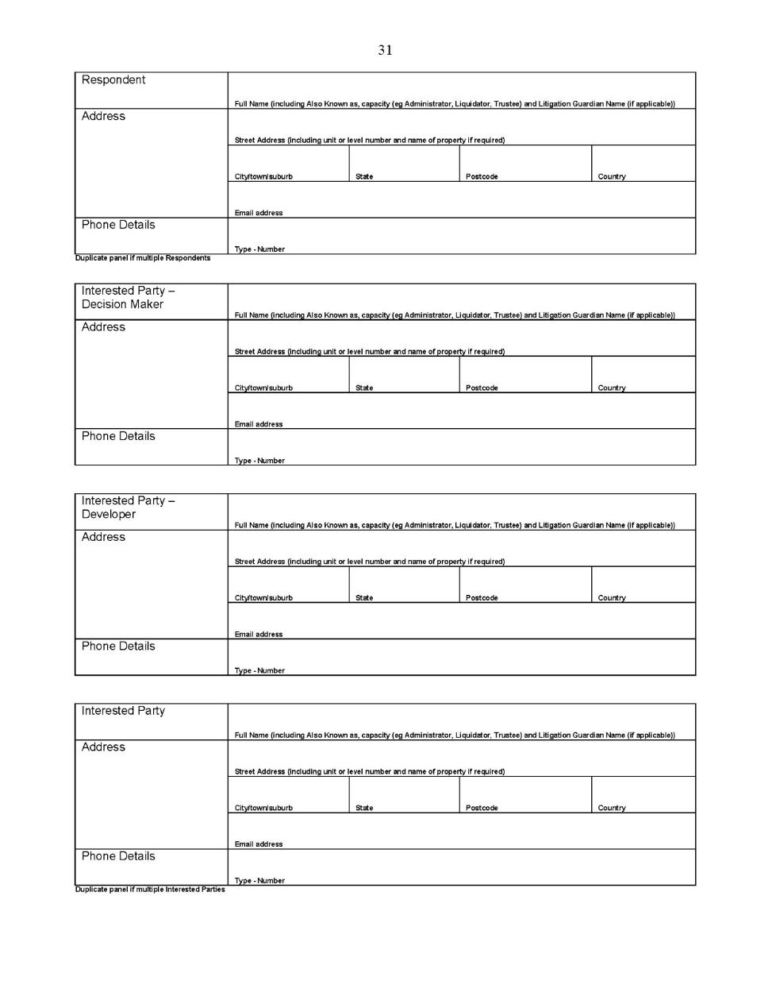 31
Respondent
Full Name (including Also Known as, capacity (eg Administrator, Liquidator, Trustee) and Litigation Guardian Name (if applicable))
Address
Street Address (including unit or level number and name of property if required)
City/town/suburb State Postcode Country
Email address
Phone Details
Type - Number
Duplicate panel if multiple Respondents
Interested Party –
Decision Maker
Full Name (including Also Known as, capacity (eg Administrator, Liquidator, Trustee) and Litigation Guardian Name (if applicable))
Address
Street Address (including unit or level number and name of property if required)
City/town/suburb State Postcode Country
Email address
Phone Details
Type - Number
Interested Party –
Developer
Full Name (including Also Known as, capacity (eg Administrator, Liquidator, Trustee) and Litigation Guardian Name (if applicable))
Address
Street Address (including unit or level number and name of property if required)
City/town/suburb State Postcode Country
Email address
Phone Details
Type - Number
Interested Party
Full Name (including Also Known as, capacity (eg Administrator, Liquidator, Trustee) and Litigation Guardian Name (if applicable))
Address
Street Address (including unit or level number and name of property if required)
City/town/suburb State Postcode Country
Email address
Phone Details
Type - Number
Duplicate panel if multiple Interested Parties